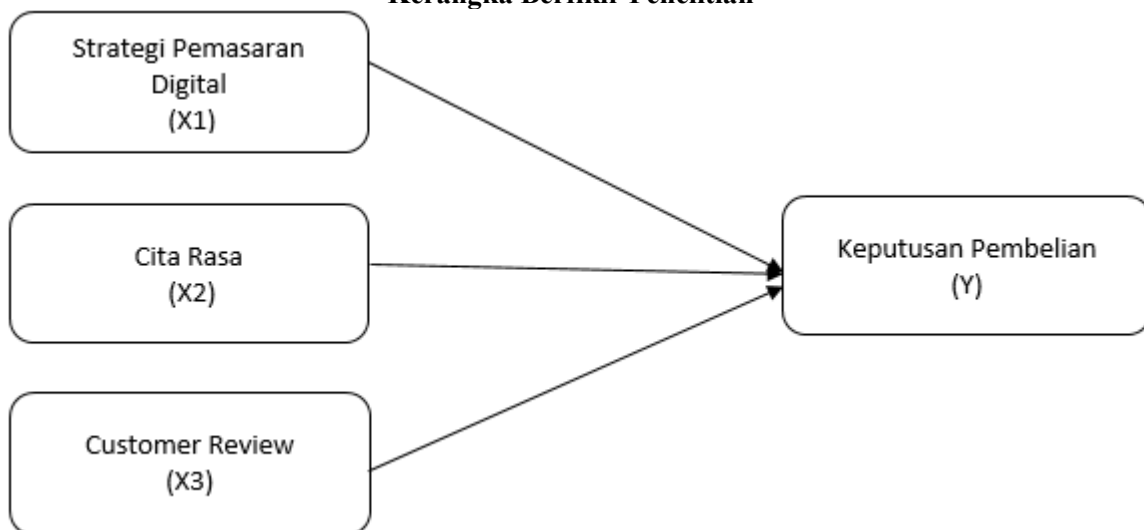 Kerangka Berfikir Penelitian
Strategi Pemasaran
Digital
(X1)
Cita Rasa
(X2)
Keputusan Pembelian
(Y)
Customer Review
(X3)